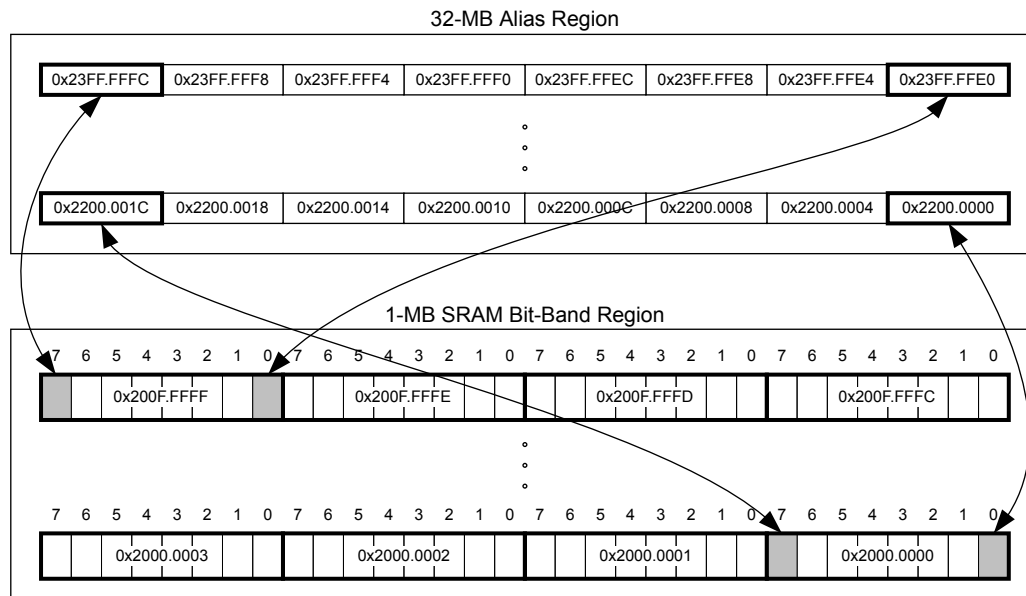 32-MB Alias Region
0x23FF.FFFC 0x23FF.FFF8 0x23FF.FFF4 0x23FF.FFF0 0x23FF.FFEC 0x23FF.FFE8 0x23FF.FFE4 0x23FF.FFE0
0x2200.001C 0x2200.0018 0x2200.0014 0x2200.0010 0x2200.000C 0x2200.0008 0x2200.0004 0x2200.0000
1-MB SRAM Bit-Band Region
7 6 5 4 3 2 1 0 7 6 5 4 3 2 1 0 7 6 5 4 3 2 1 0 7 6 5 4 3 2 1 0
0x200F.FFFF 0x200F.FFFE 0x200F.FFFD 0x200F.FFFC
7 6 5 4 3 2 1 0 7 6 5 4 3 2 1 0 7 6 5 4 3 2 1 0 7 6 5 4 3 2 1 0
0x2000.0003 0x2000.0002 0x2000.0001 0x2000.0000